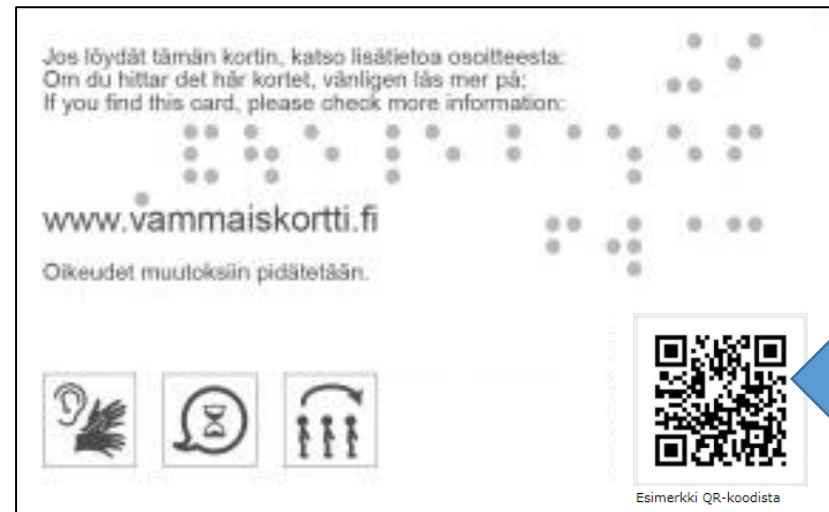 Jos löydät tämän kortin, katso lisätietoa osoitteesta:
Om du hittar det här kortet, vänligen läs mer på:
If you find this card, please check more information:
www.vammaiskortti.fi
Oikeudet muutoksiin pidätetään.
Esimerkki QR-koodista